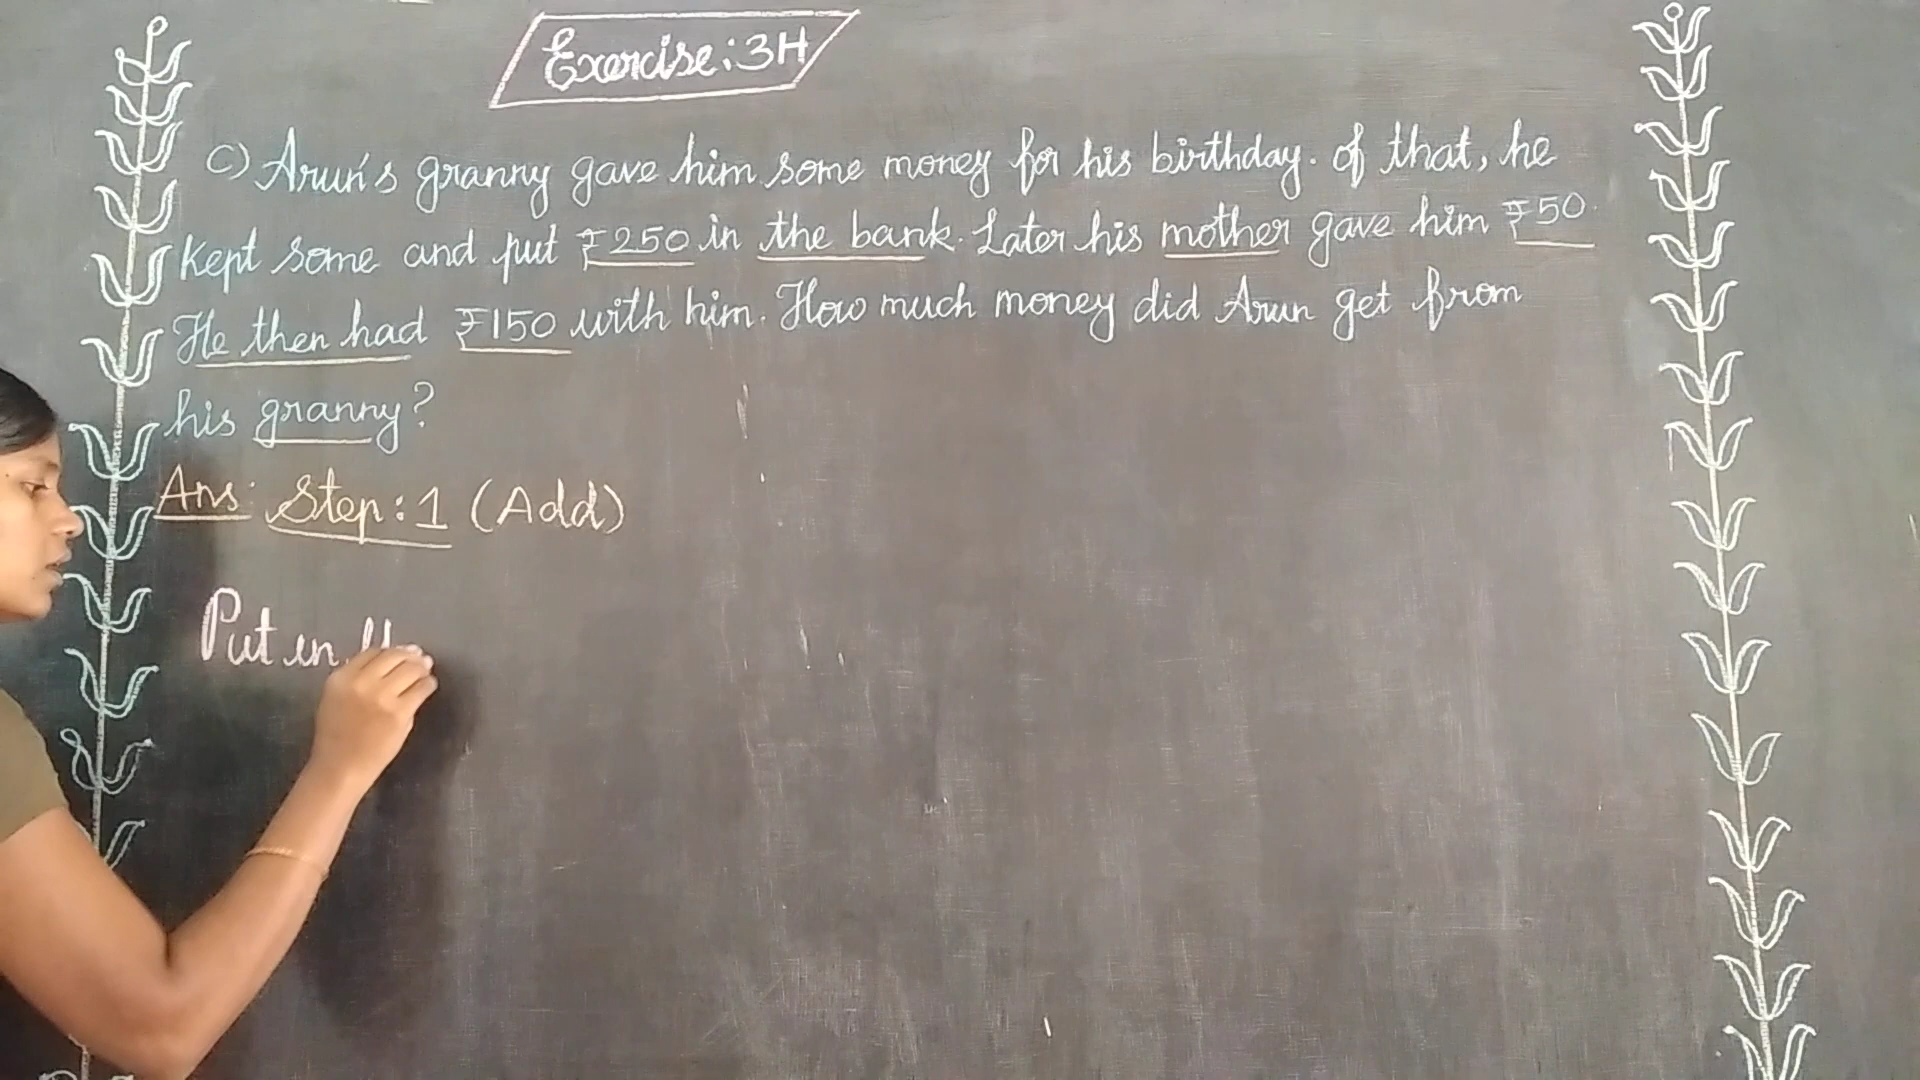 Exercise: 3H
c) Arun's granny gave him some money for his birthday. Of that, he
kept some and put ₹250 in the bank. Later his mother gave him ₹50.
He then had ₹150 with him. How much money did Arun get from
his granny?
Ans: Step: 1 (Add)
Put in